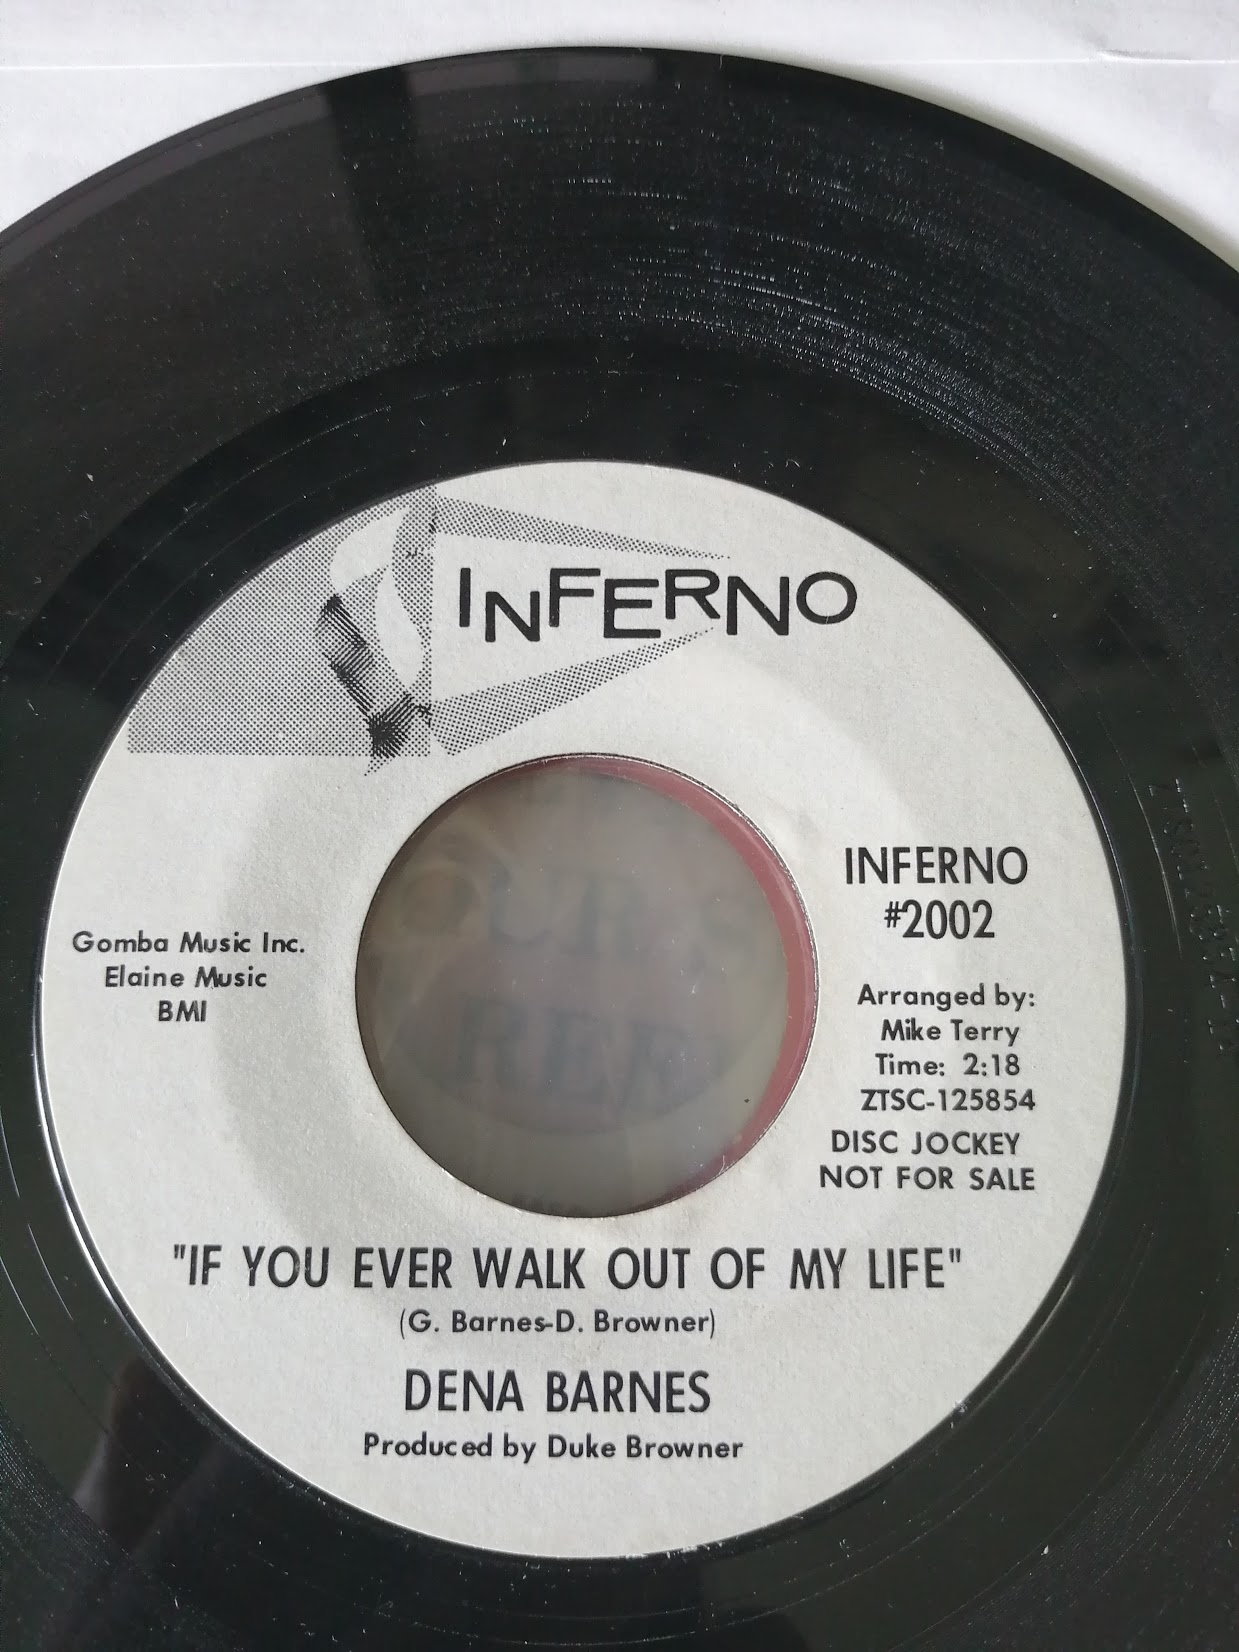 INFERNO
INFERNO
#2002
Gomba Music Inc.
Elaine Music
BMI
Arranged by:
Mike Terry
Time: 2:18
ZTSC-125854
DISC JOCKEY
NOT FOR SALE
"IF YOU EVER WALK OUT OF MY LIFE"
(G. Barnes-D. Browner)
DENA BARNES
Produced by Duke Browner